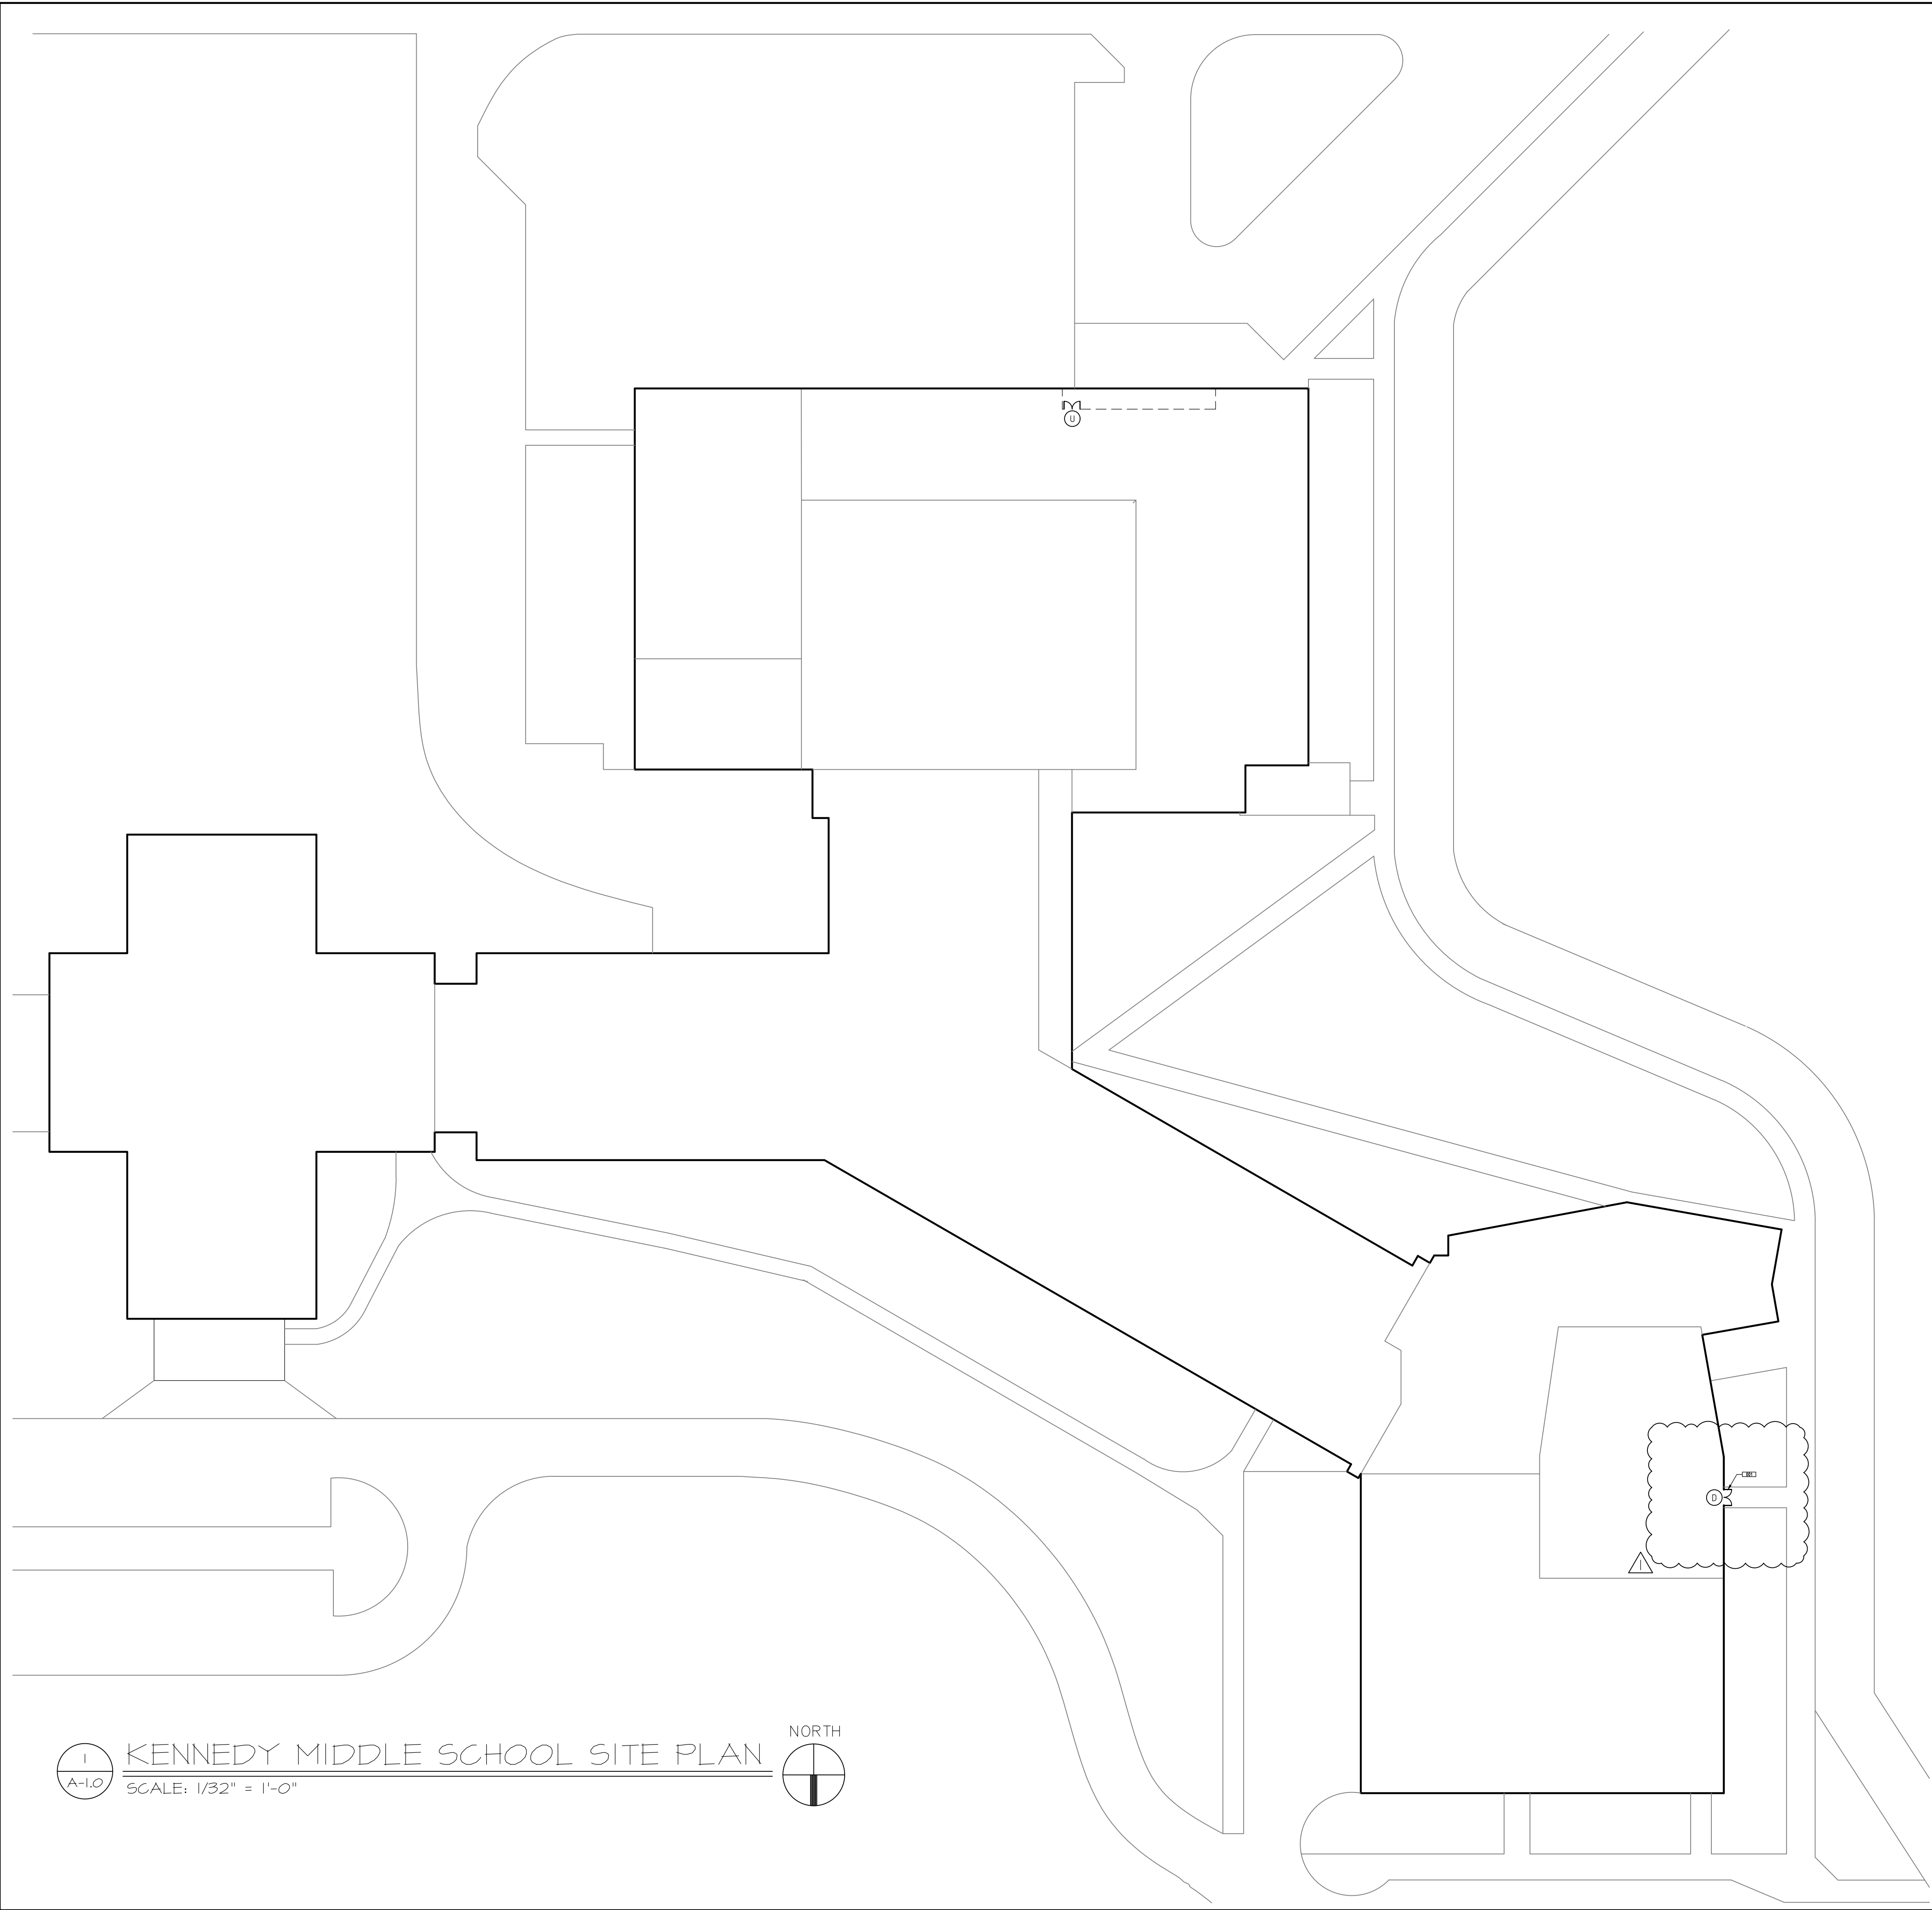 U
D
1
1
A-1.0
KENNEDY MIDDLE SCHOOL SITE PLAN
SCALE: 1/32" = 1'-0"
NORTH